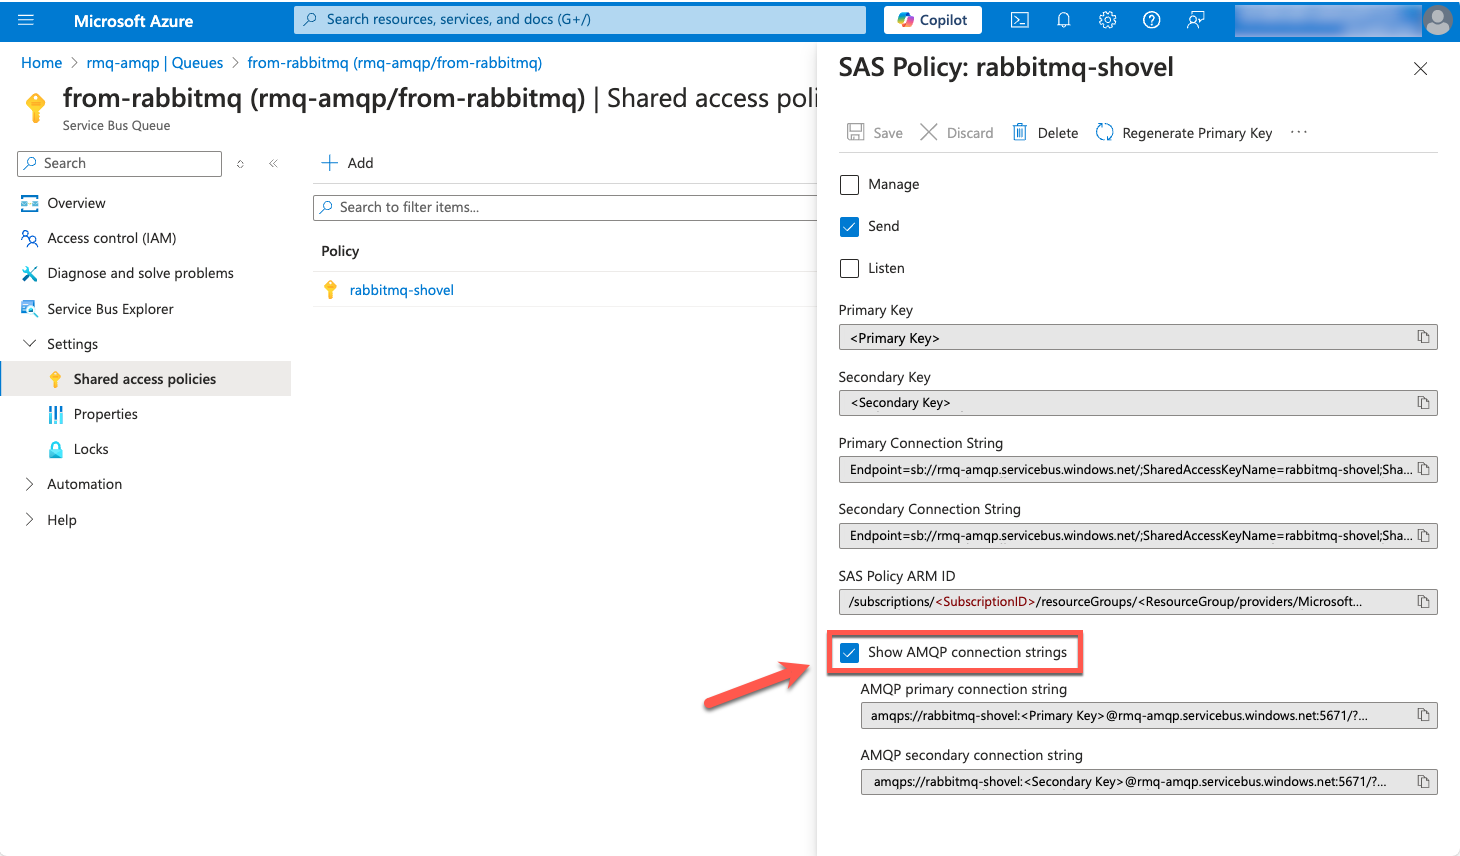 Microsoft Azure
Search resources, services, and docs (G+/)
Copilot
Home > rmq-amqp | Queues > from-rabbitmq (rmq-amqp/from-rabbitmq)
from-rabbitmq (rmq-amqp/from-rabbitmq) | Shared access poli
Service Bus Queue
Search
Overview
Access control (IAM)
Diagnose and solve problems
Service Bus Explorer
Settings
Shared access policies
Properties
Locks
Automation
Help
Add
Search to filter items...
Policy
rabbitmq-shovel
SAS Policy: rabbitmq-shovel
Save Discard Delete Regenerate Primary Key ...
Manage
Send
Listen
Primary Key
<Primary Key>
Secondary Key
<Secondary Key>
Primary Connection String
Endpoint=sb://rmq-amqp.servicebus.windows.net/;SharedAccessKeyName=rabbitmq-shovel;Sha...
Secondary Connection String
Endpoint=sb://rmq-amqp.servicebus.windows.net/;SharedAccessKeyName=rabbitmq-shovel;Sha...
SAS Policy ARM ID
/subscriptions/<SubscriptionID>/resourceGroups/<ResourceGroup/providers/Microsoft...
Show AMQP connection strings
AMQP primary connection string
amqps://rabbitmq-shovel:<Primary Key>@rmq-amqp.servicebus.windows.net:5671/?...
AMQP secondary connection string
amqps://rabbitmq-shovel:<Secondary Key>@rmq-amqp.servicebus.windows.net:5671/?...